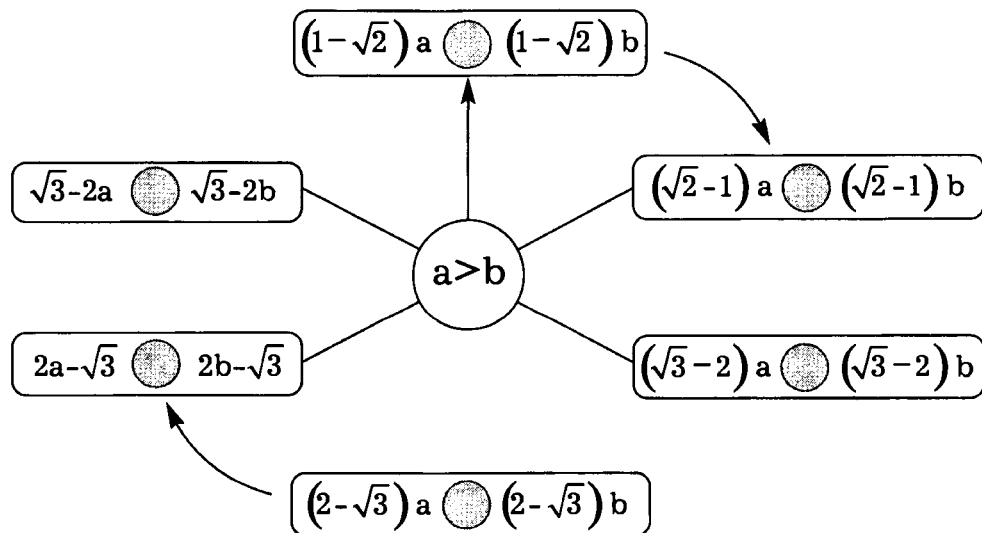 (1-√2) a (1-√2) b
√3-2a √3-2b
(√2-1) a (√2-1) b
a>b
2a-√3 2b-√3
(√3-2) a (√3-2) b
(2-√3) a (2-√3) b